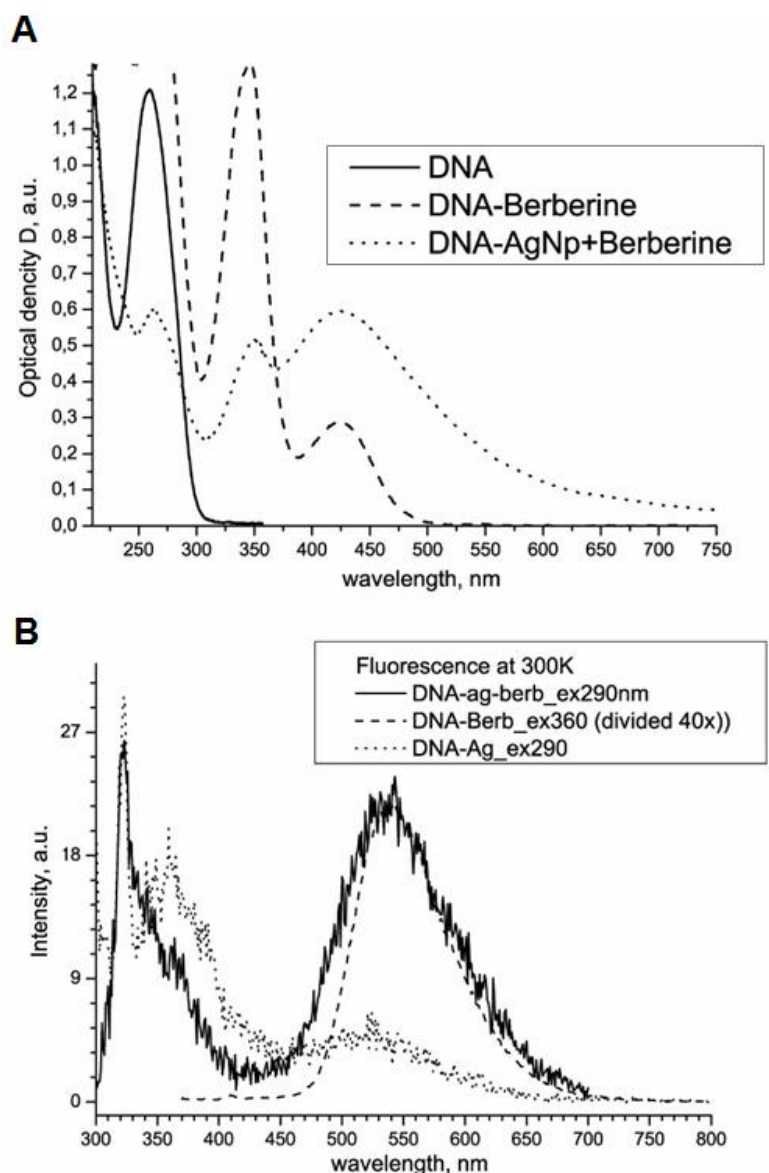 A
1,2
1,1
1,0
0,9
0,8
0,7
0,6
0,5
0,4
0,3
0,2
0,1
0,0
Optical dencity D, a.u.
DNA
DNA-Berberine
DNA-AgNp+Berberine
250 300 350 400 450 500 550 600 650 700 750
wavelength, nm
B
27
18
9
0
Intensity, a.u.
Fluorescence at 300K
DNA-ag-berb_ex290nm
DNA-Berb_ex360 (divided 40x))
DNA-Ag_ex290
300 350 400 450 500 550 600 650 700 750 800
wavelength, nm